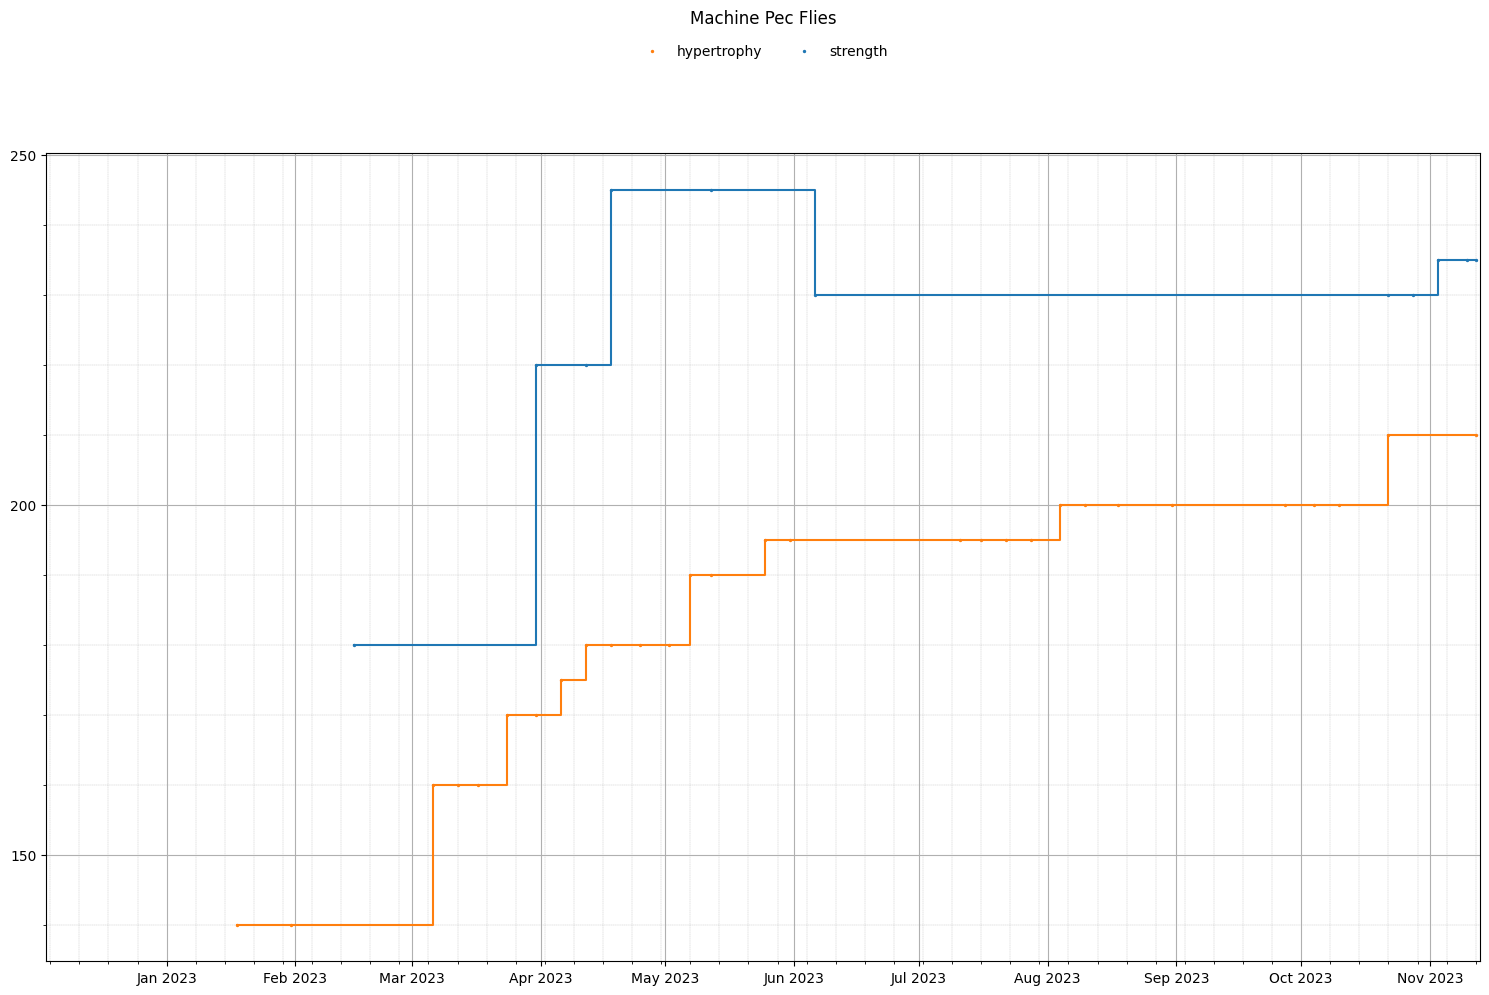 Machine Pec Flies
hypertrophy strength
250
200
150
Jan 2023 Feb 2023 Mar 2023 Apr 2023 May 2023 Jun 2023 Jul 2023 Aug 2023 Sep 2023 Oct 2023 Nov 2023